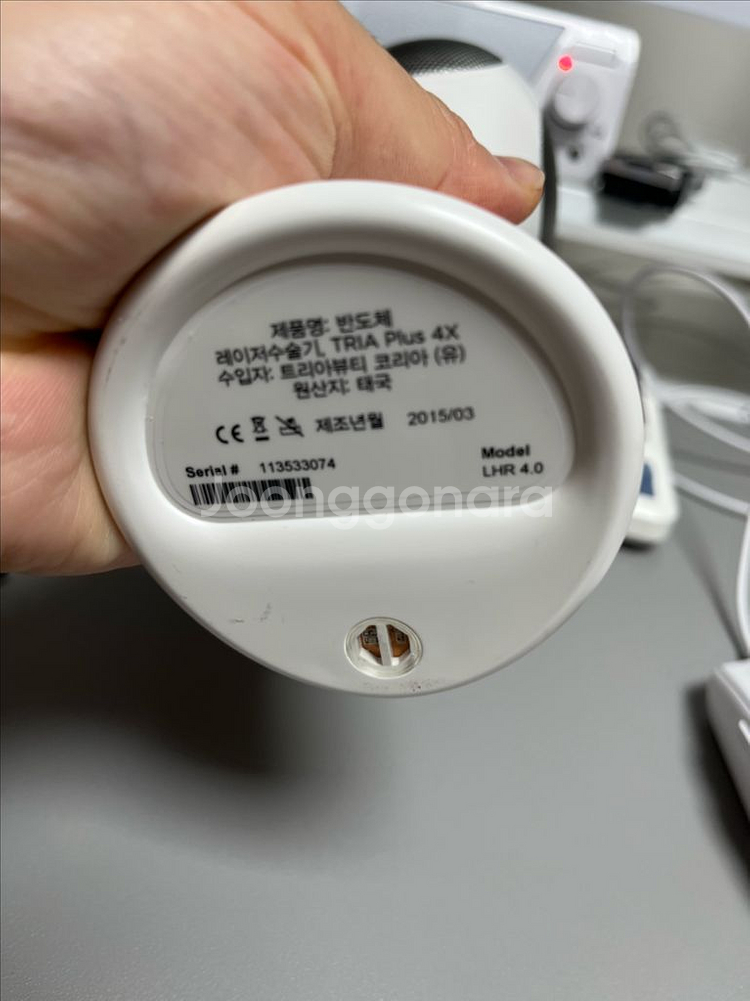 제품명: 반도체
레이저수술기, TRIA Plus 4X
수입자: 트리아뷰티 코리아 (유)
원산지: 태국
CE 제조년월 2015/03
Serial # 113533074
Model
LHR 4.0
Joonggonara